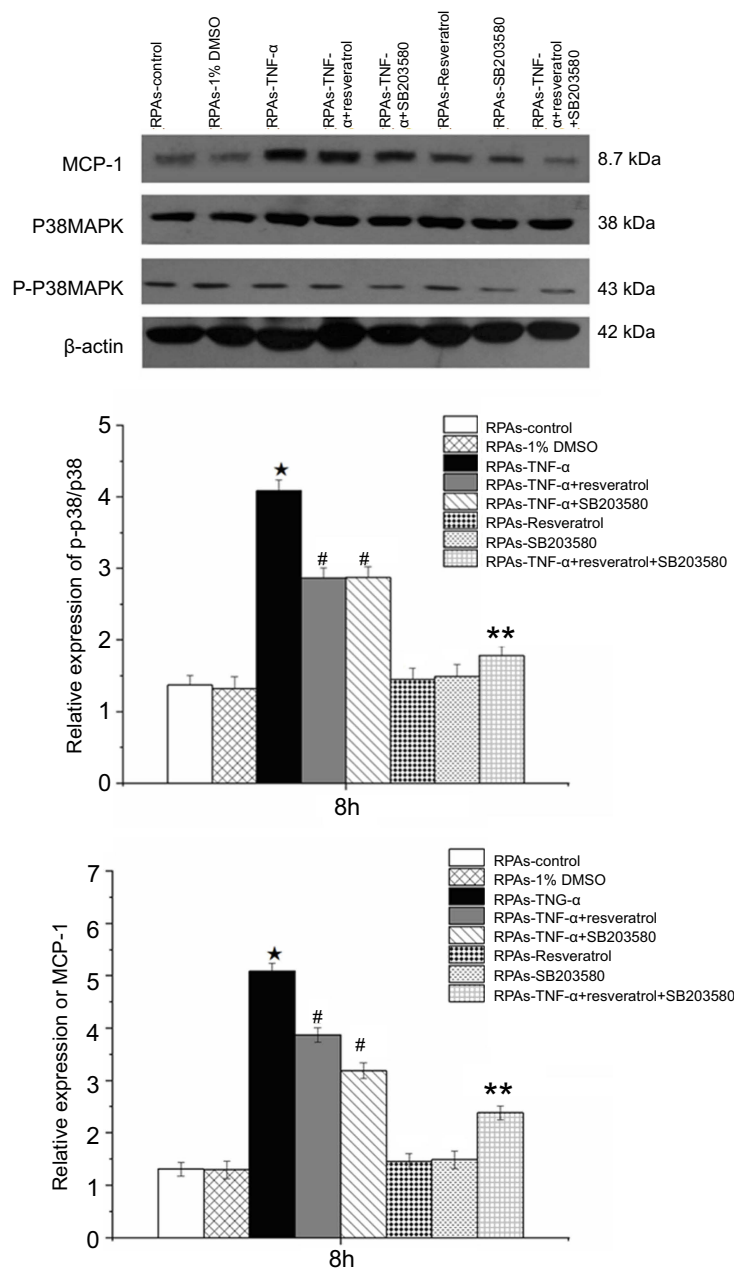 RPAs-control
RPAs-1% DMSO
RPAs-TNF-α
RPAs-TNF-
α+resveratrol
RPAs-TNF-
α+SB203580
RPAs-Resveratrol
RPAs-SB203580
RPAs-TNF-
α+resveratrol
+SB203580
MCP-1
8.7 kDa
P38MAPK
38 kDa
P-P38MAPK
43 kDa
β-actin
42 kDa
Relative expression of p-p38/p38
5
4
3
2
1
0
★
#
#
**
8h
RPAs-control
RPAs-1% DMSO
RPAs-TNF-α
RPAs-TNF-α+resveratrol
RPAs-TNF-α+SB203580
RPAs-Resveratrol
RPAs-SB203580
RPAs-TNF-α+resveratrol+SB203580
Relative expression or MCP-1
7
6
5
4
3
2
1
0
★
#
#
**
8h
RPAs-control
RPAs-1% DMSO
RPAs-TNG-α
RPAs-TNF-α+resveratrol
RPAs-TNF-α+SB203580
RPAs-Resveratrol
RPAs-SB203580
RPAs-TNF-α+resveratrol+SB203580